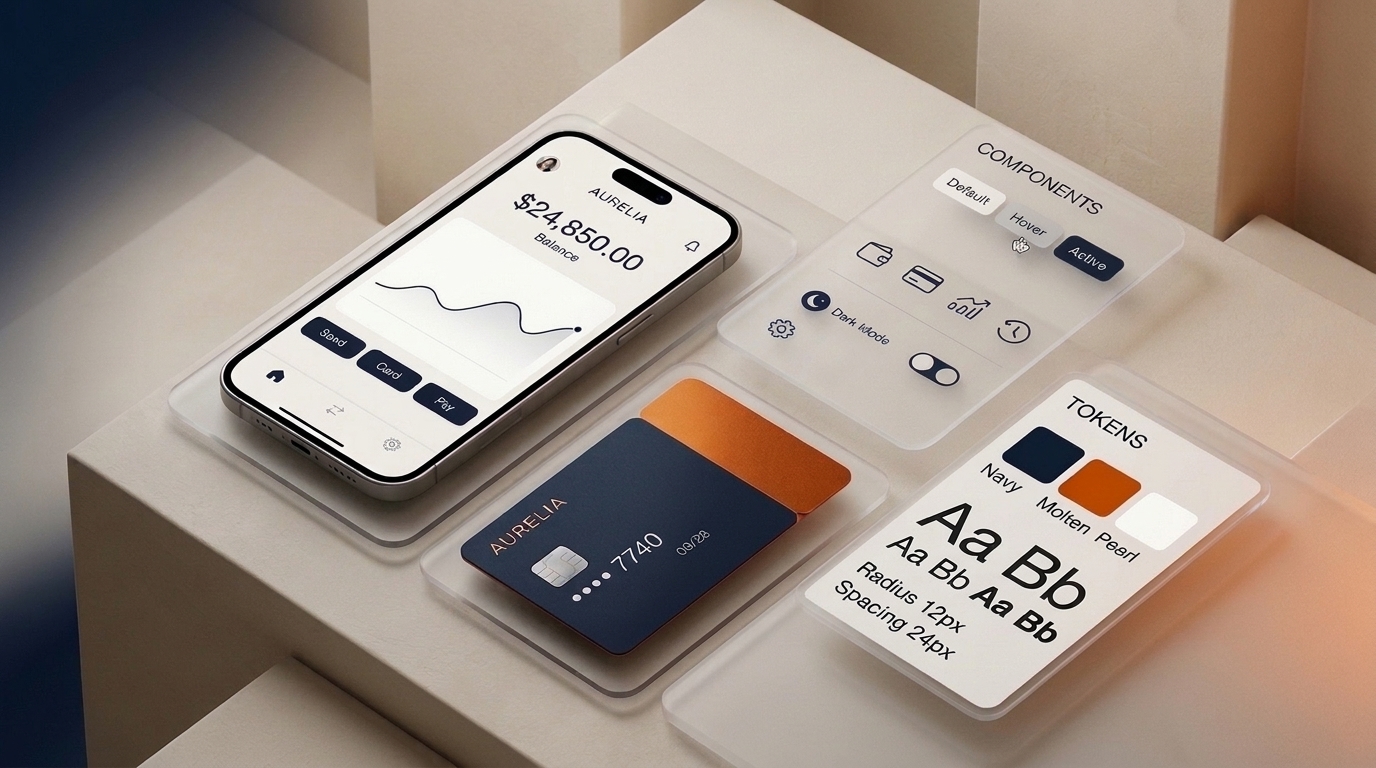 AURELIA
$24,850.00
Balance
Send
Card
Pay
COMPONENTS
Default
Hover
Active
Dark Mode
AURELIA
•••• 7740
09/28
TOKENS
Navy
Molten
Pearl
Aa Bb
Aa Bb Aa Bb
Radius 12px
Spacing 24px